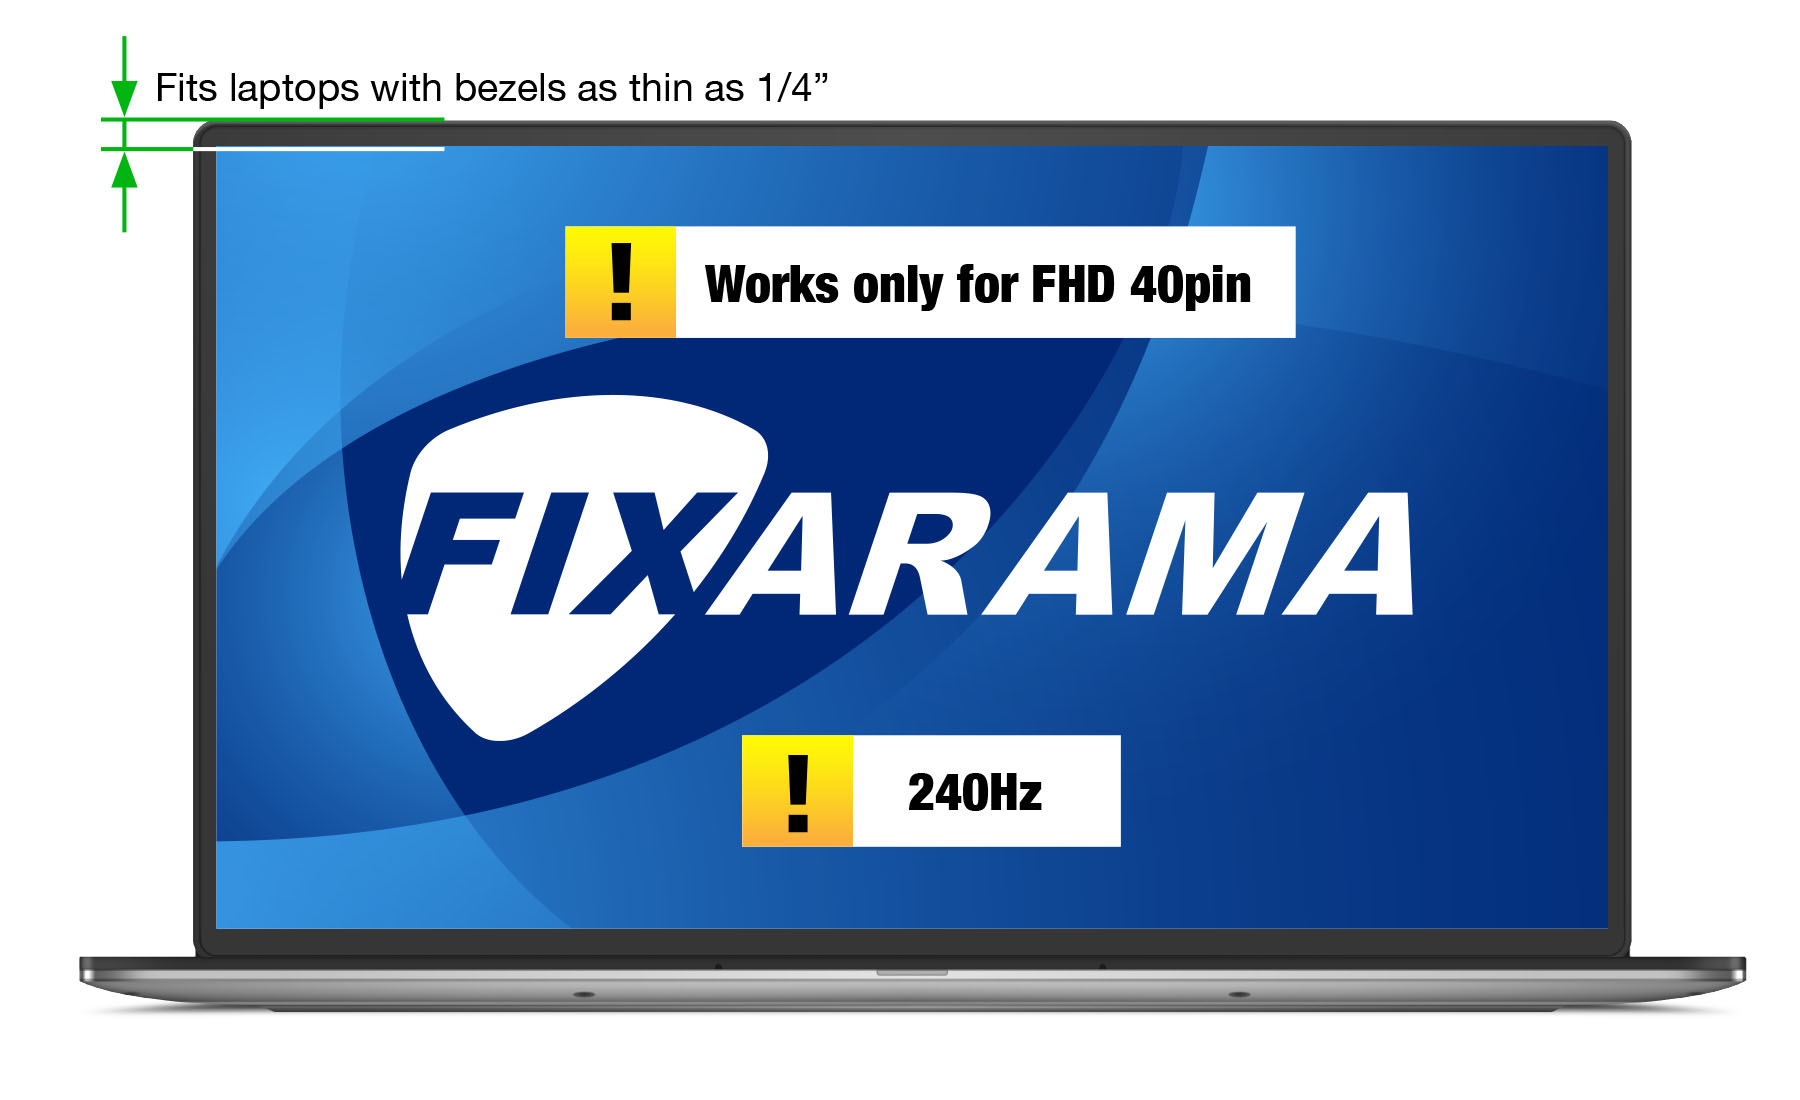 Fits laptops with bezels as thin as 1/4”
! Works only for FHD 40pin
FIXARAMA
! 240Hz